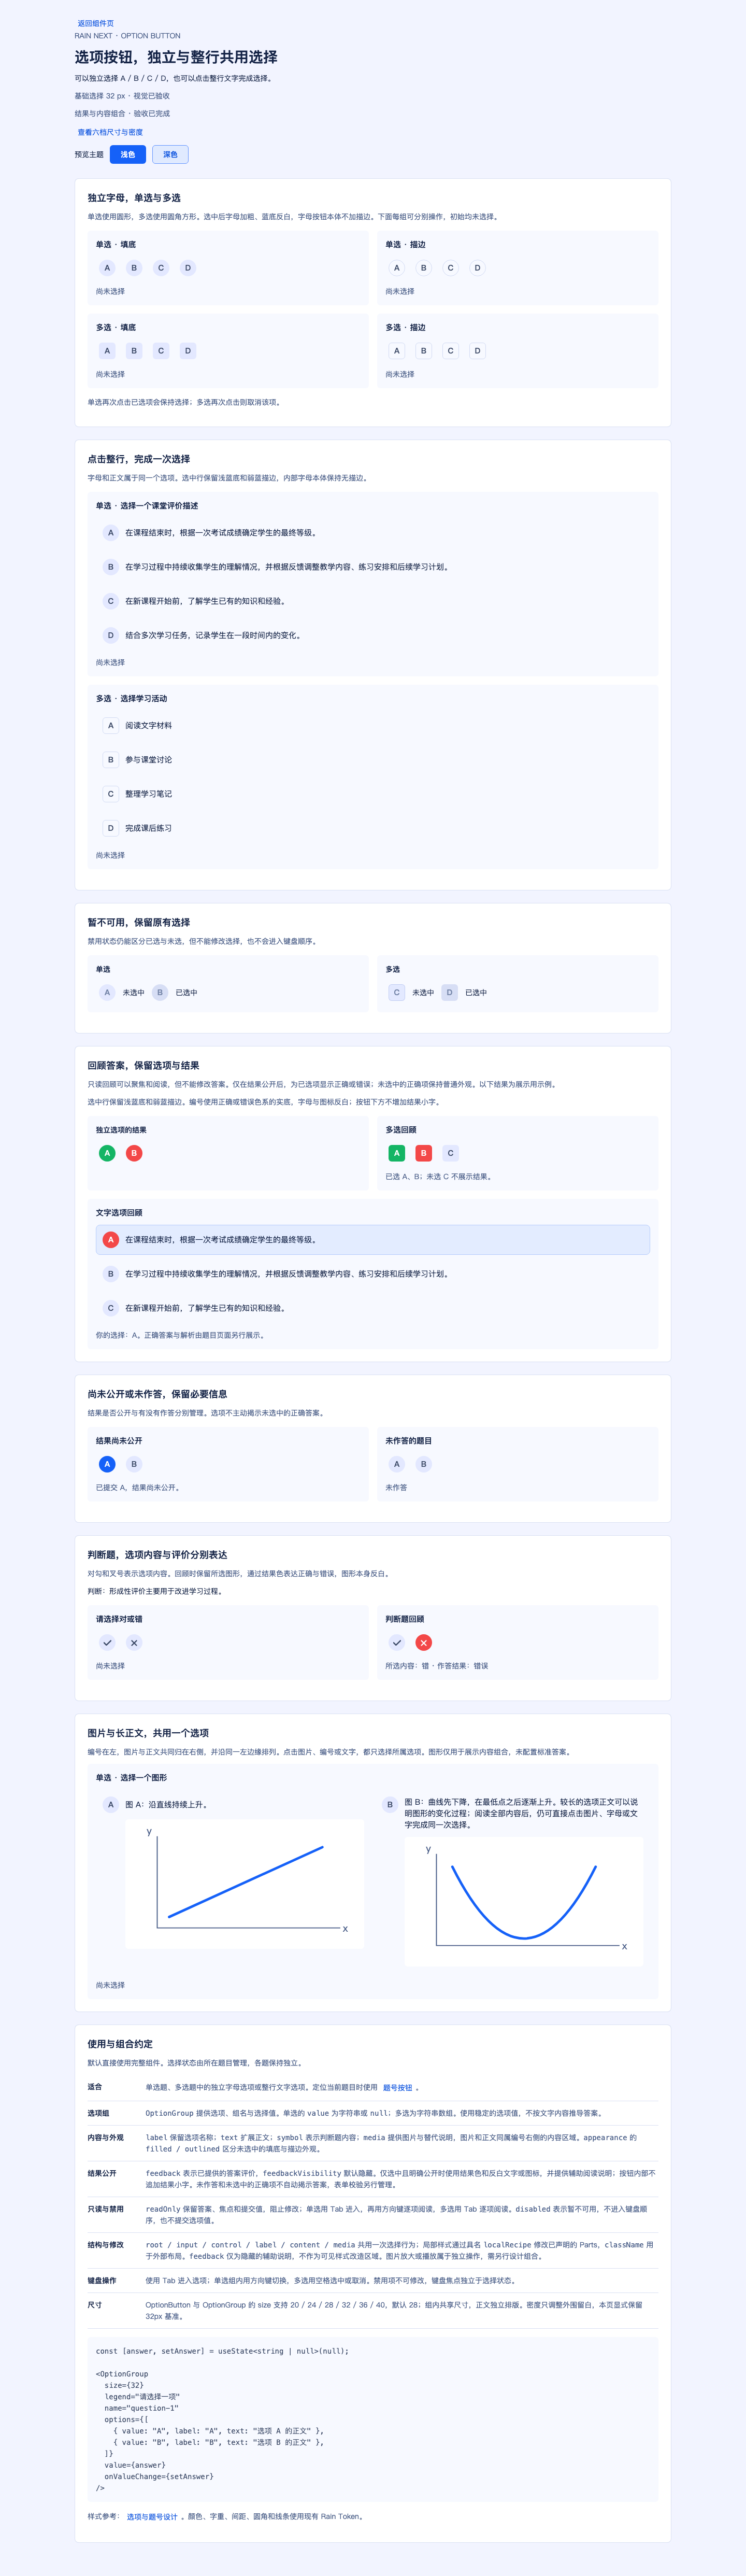 返回组件页
RAIN NEXT · OPTION BUTTON
选项按钮，独立与整行共用选择
可以独立选择 A / B / C / D，也可以点击整行文字完成选择。
基础选择 32 px · 视觉已验收
结果与内容组合 · 验收已完成
查看六档尺寸与密度
预览主题 浅色 深色
独立字母，单选与多选
单选使用圆形，多选使用圆角方形。选中后字母加粗、蓝底反白，字母按钮本体不加描边。下面每组可分别操作，初始均未选择。
单选 · 填底
A B C D
尚未选择
单选 · 描边
A B C D
尚未选择
多选 · 填底
A B C D
尚未选择
多选 · 描边
A B C D
尚未选择
单选再次点击已选项会保持选择；多选再次点击则取消该项。
点击整行，完成一次选择
字母和正文属于同一个选项。选中行保留浅蓝底和弱蓝描边，内部字母本体保持无描边。
单选 · 选择一个课堂评价描述
A 在课程结束时，根据一次考试成绩确定学生的最终等级。
B 在学习过程中持续收集学生的理解情况，并根据反馈调整教学内容、练习安排和后续学习计划。
C 在新课程开始前，了解学生已有的知识和经验。
D 结合多次学习任务，记录学生在一段时间内的变化。
尚未选择
多选 · 选择学习活动
A 阅读文字材料
B 参与课堂讨论
C 整理学习笔记
D 完成课后练习
尚未选择
暂不可用，保留原有选择
禁用状态仍能区分已选与未选，但不能修改选择，也不会进入键盘顺序。
单选
A 未选中 B 已选中
多选
C 未选中 D 已选中
回顾答案，保留选项与结果
只读回顾可以聚焦和阅读，但不能修改答案。仅在结果公开后，为已选项显示正确或错误；未选中的正确项保持普通外观。以下结果为展示用示例。
选中行保留浅蓝底和弱蓝描边。编号使用正确或错误色系的实底，字母与图标反白；按钮下方不增加结果小字。
独立选项的结果
A B
多选回顾
A B C
已选 A、B；未选 C 不展示结果。
文字选项回顾
A 在课程结束时，根据一次考试成绩确定学生的最终等级。
B 在学习过程中持续收集学生的理解情况，并根据反馈调整教学内容、练习安排和后续学习计划。
C 在新课程开始前，了解学生已有的知识和经验。
你的选择：A。正确答案与解析由题目页面另行展示。
尚未公开或未作答，保留必要信息
结果是否公开与有没有作答分别管理。选项不主动揭示未选中的正确答案。
结果尚未公开
A B
已提交 A，结果尚未公开。
未作答的题目
A B
未作答
判断题，选项内容与评价分别表达
对勾和叉号表示选项内容。回顾时保留所选图形，通过结果色表达正确与错误，图形本身反白。
判断：形成性评价主要用于改进学习过程。
请选择对或错
尚未选择
判断题回顾
所选内容：错 · 作答结果：错误
图片与长正文，共用一个选项
编号在左，图片与正文共同归在右侧，并沿同一左边缘排列。点击图片、编号或文字，都只选择所属选项。图形仅用于展示内容组合，未配置标准答案。
单选 · 选择一个图形
A 图 A：沿直线持续上升。
y
x
B 图 B：曲线先下降，在最低点之后逐渐上升。较长的选项正文可以说
明图形的变化过程；阅读全部内容后，仍可直接点击图片、字母或文
字完成同一次选择。
y
x
尚未选择
使用与组合约定
默认直接使用完整组件。选择状态由所在题目管理，各题保持独立。
适合 单选题、多选题中的独立字母选项或整行文字选项。定位当前题目时使用 题号按钮 。
选项组 OptionGroup 提供选项，组名与选择值。单选的 value 为字符串或 null；多选为字符串数组。使用稳定的选项值，不按文字内容推导答案。
内容与外观 label 保留选项名称；text 扩展正文；symbol 表示判断题内容；media 提供图片与替代说明，图片和正文同属编号右侧的内容区域。appearance 的
filled / outlined 区分未选中的填底与描边外观。
结果公开 feedback 表示已提供的答案评价，feedbackVisibility 默认隐藏。仅选中且明确公开时使用结果色和反白文字或图标，并提供辅助阅读说明；按钮内部不
追加结果小字。未作答和未选中的正确项不自动揭示答案，表单校验另行管理。
只读与禁用 readOnly 保留答案、焦点和提交值，阻止修改；单选用 Tab 进入，再用方向键逐项阅读，多选用 Tab 逐项阅读。disabled 表示暂不可用，不进入键盘顺
序，也不提交选项值。
结构与修改 root / input / control / label / content / media 共用一次选择行为；局部样式通过具名 localRecipe 修改已声明的 Parts，className 用
于外部布局。feedback 仅为隐藏的辅助说明，不作为可见样式改造区域。图片放大或播放属于独立操作，需另行设计组合。
键盘操作 使用 Tab 进入选项；单选组内用方向键切换，多选用空格选中或取消。禁用项不可修改，键盘焦点独立于选择状态。
尺寸 OptionButton 与 OptionGroup 的 size 支持 20 / 24 / 28 / 32 / 36 / 40，默认 28；组内共享尺寸，正文独立排版。密度只调整外围留白，本页显式保留
32px 基准。
const [answer, setAnswer] = useState<string | null>(null);
<OptionGroup
size={32}
legend="请选择一项"
name="question-1"
options={[
{ value: "A", label: "A", text: "选项 A 的正文" },
{ value: "B", label: "B", text: "选项 B 的正文" },
]}
value={answer}
onValueChange={setAnswer}
/>
样式参考： 选项与题号设计 。颜色、字重、间距、圆角和线条使用现有 Rain Token。